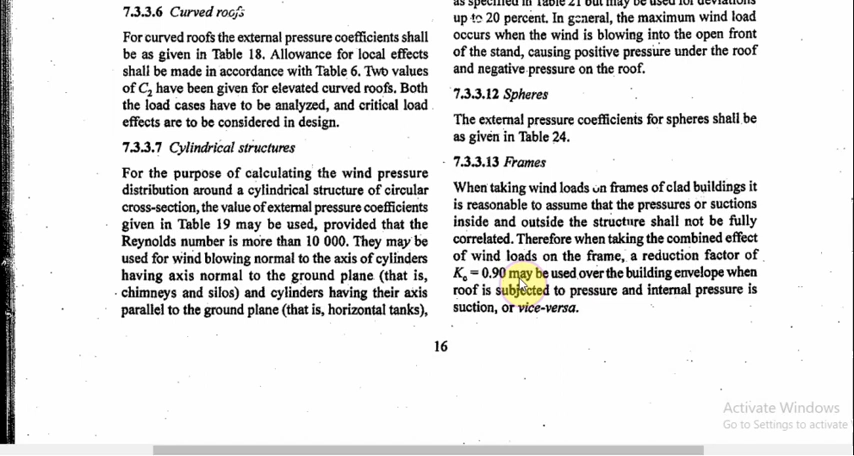 7.3.3.6 Curved roofs
For curved roofs the external pressure coefficients shall
be as given in Table 18. Allowance for local effects
shall be made in accordance with Table 6. Two values
of C2 have been given for elevated curved roofs. Both
the load cases have to be analyzed, and critical load
effects are to be considered in design.
7.3.3.7 Cylindrical structures
For the purpose of calculating the wind pressure
distribution around a cylindrical structure of circular
cross-section, the value of external pressure coefficients
given in Table 19 may be used, provided that the
Reynolds number is more than 10 000. They may be
used for wind blowing normal to the axis of cylinders
having axis normal to the ground plane (that is,
chimneys and silos) and cylinders having their axis
parallel to the ground plane (that is, horizontal tanks),
as specified in Table 21 but may be used for deviations
up to 20 percent. In general, the maximum wind load
occurs when the wind is blowing into the open front
of the stand, causing positive pressure under the roof
and negative pressure on the roof.
7.3.3.12 Spheres
The external pressure coefficients for spheres shall be
as given in Table 24.
7.3.3.13 Frames
When taking wind loads on frames of clad buildings it
is reasonable to assume that the pressures or suctions
inside and outside the structure shall not be fully
correlated. Therefore when taking the combined effect
of wind loads on the frame, a reduction factor of
Kc = 0.90 may be used over the building envelope when
roof is subjected to pressure and internal pressure is
suction, or vice-versa.
16
Activate Windows
Go to Settings to activate